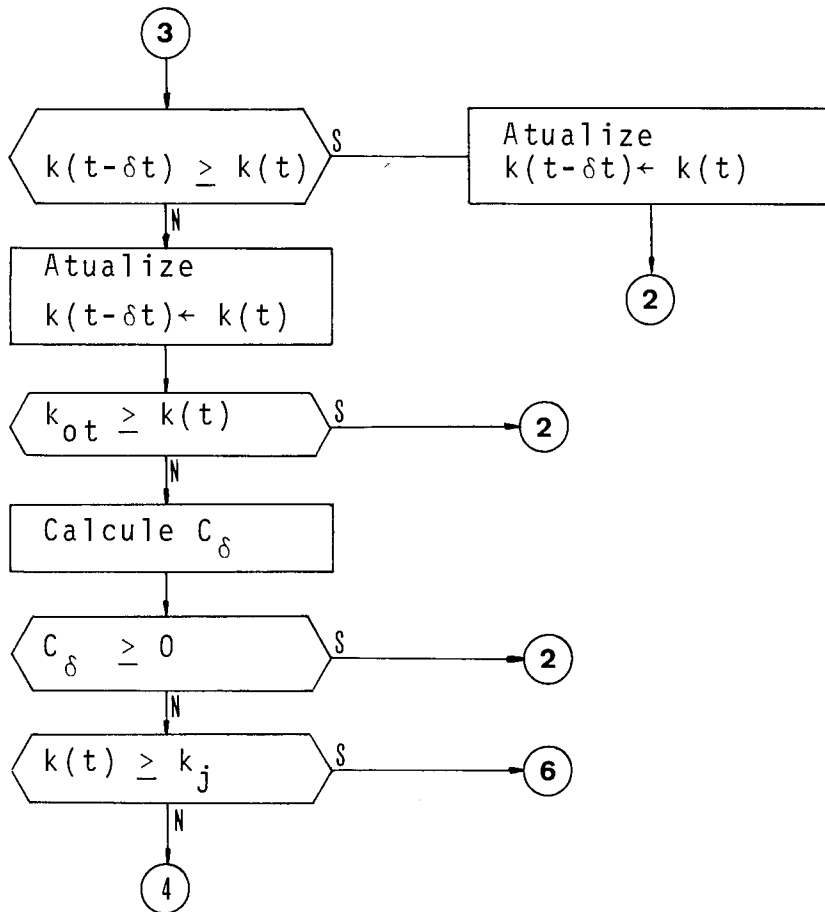 3
k(t-δt) ≥ k(t)
S
Atualize
k(t-δt)← k(t)
N
2
Atualize
k(t-δt)← k(t)
k_ot ≥ k(t)
S
2
N
Calcule C_δ
C_δ ≥ 0
S
2
N
k(t) ≥ k_j
S
6
N
4